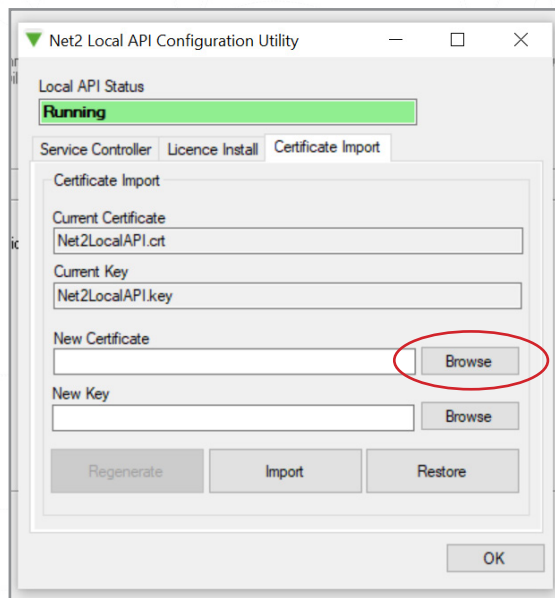 Net2 Local API Configuration Utility
Local API Status
Running
Service Controller Licence Install Certificate Import
Certificate Import
Current Certificate
Net2LocalAPI.crt
Current Key
Net2LocalAPI.key
New Certificate
Browse
New Key
Browse
Regenerate Import Restore
OK